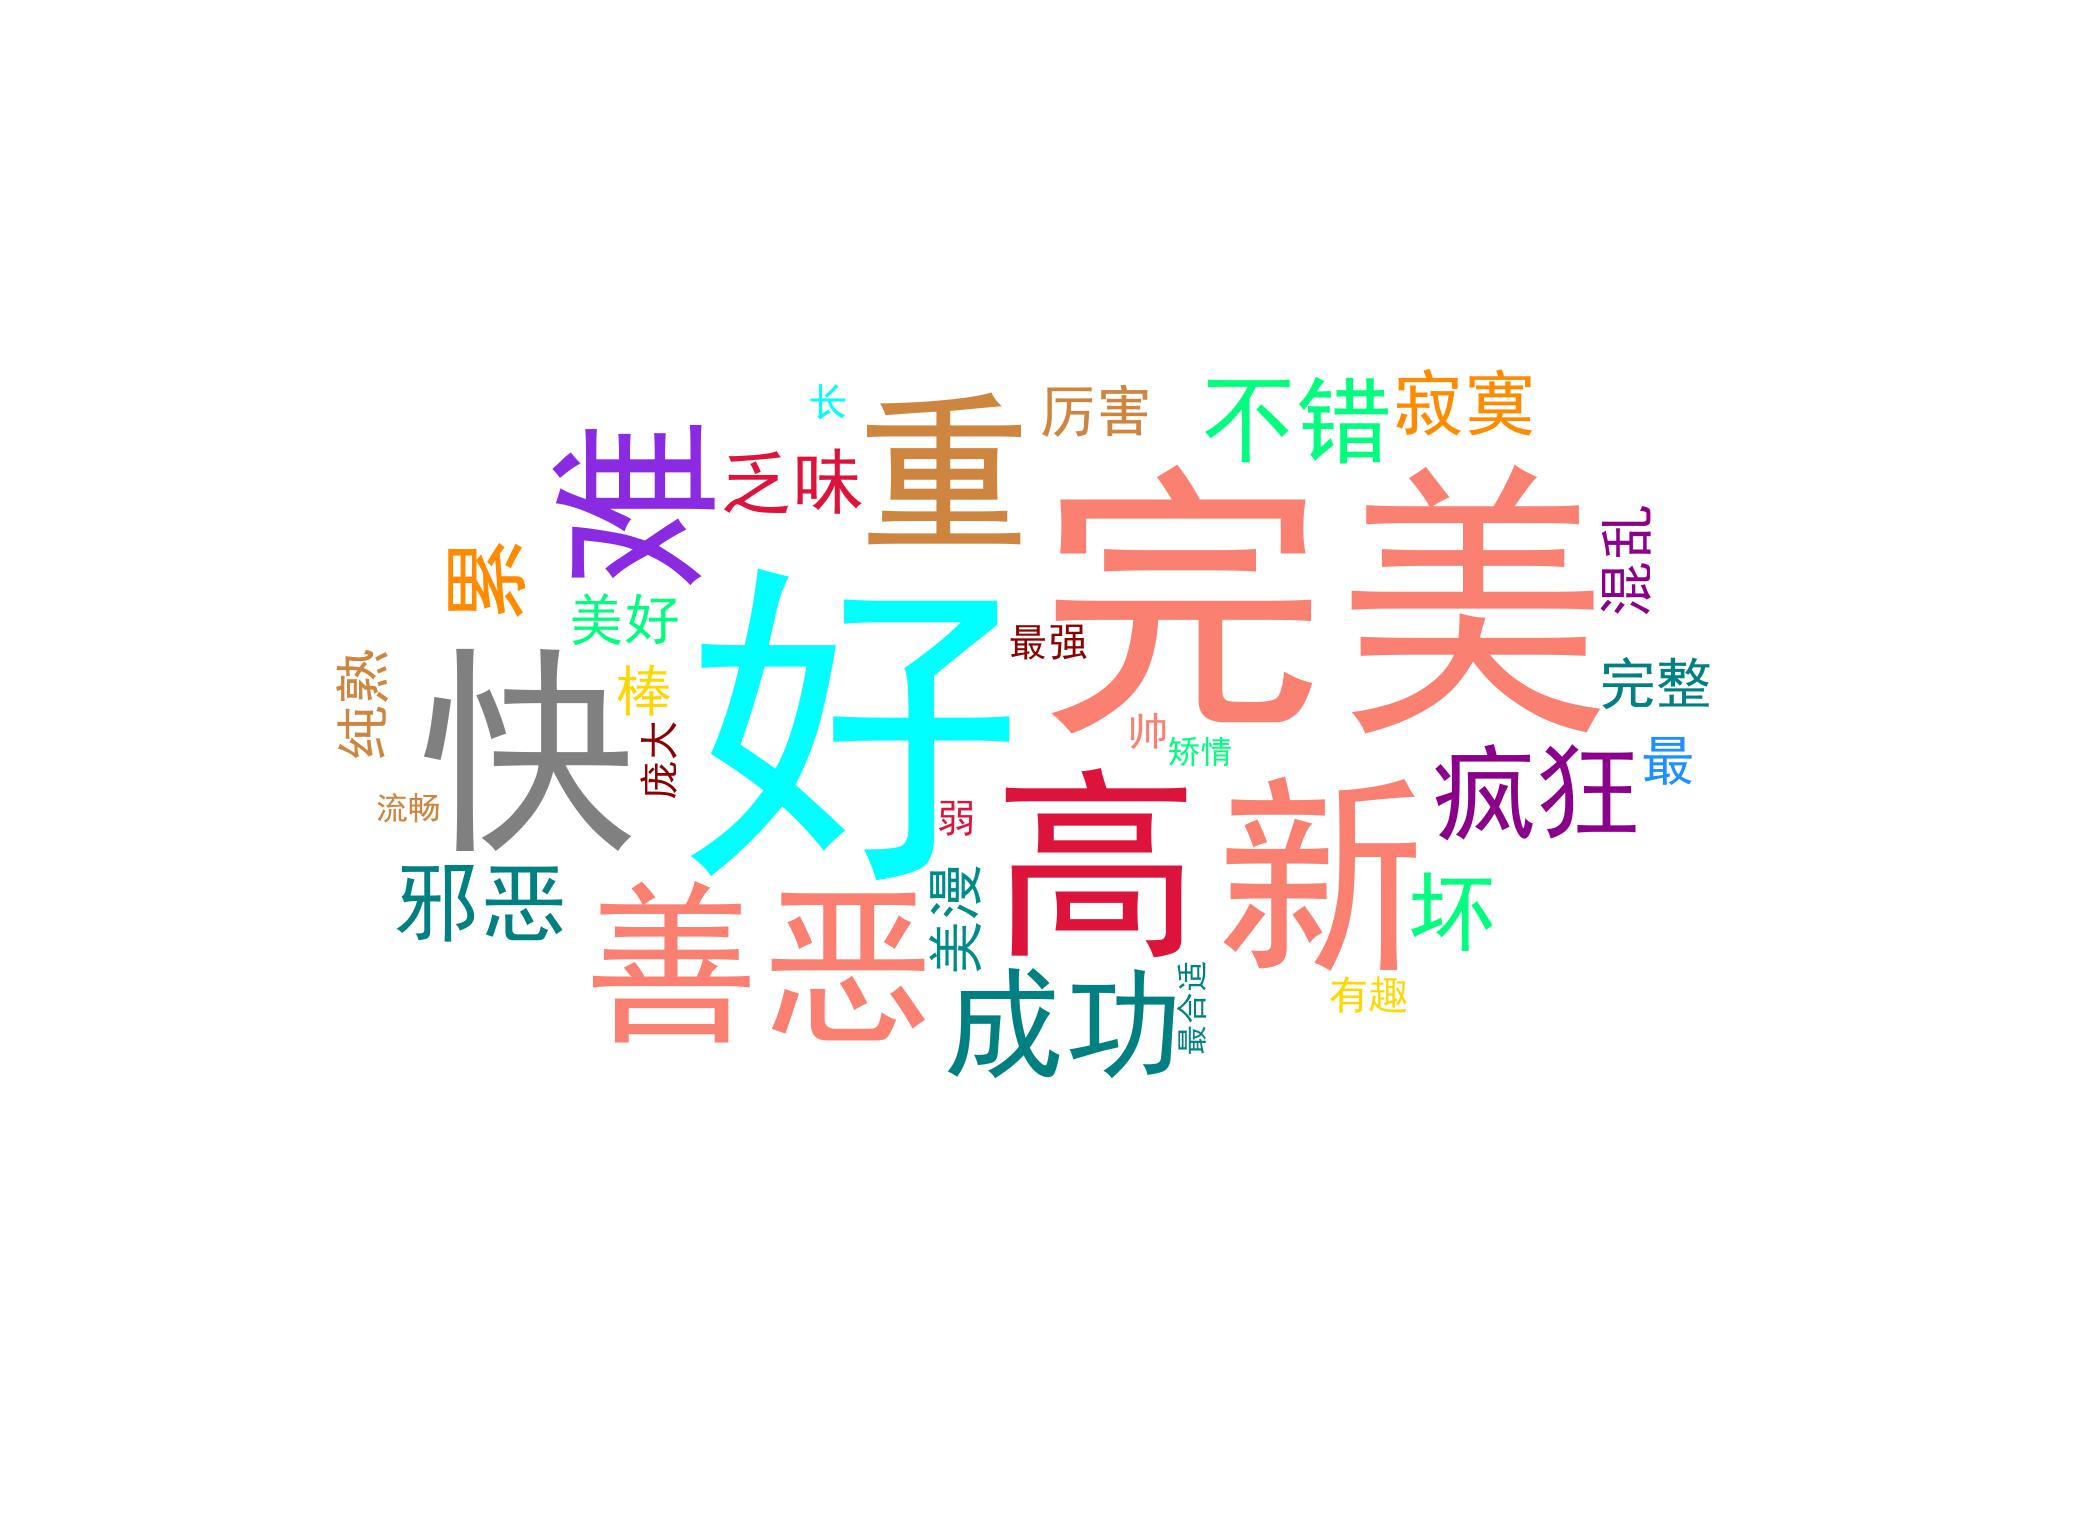 长
重
厉害
不错
寂寞
难
乏味
完美
混乱
累
美好
好
最强
完整
纯熟
快
棒
庞大
帅
矫情
疯狂
最
流畅
弱
高
新
邪恶
善恶
美漫
坏
成功
最合适
有趣